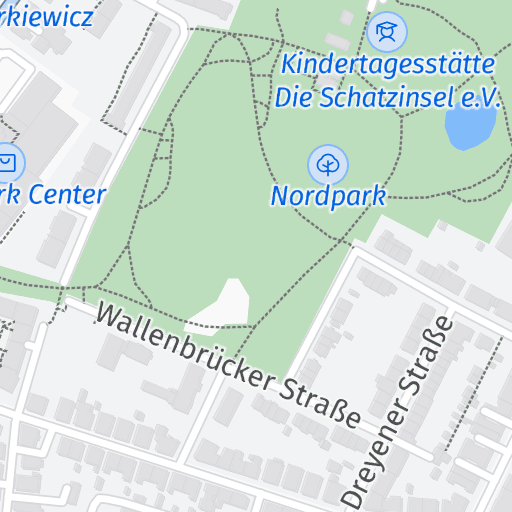 rkiewicz
Kindertagesstätte
Die Schatzinsel e.V.
rk Center
Nordpark
Wallenbrücker Straße
Dreyener Straße